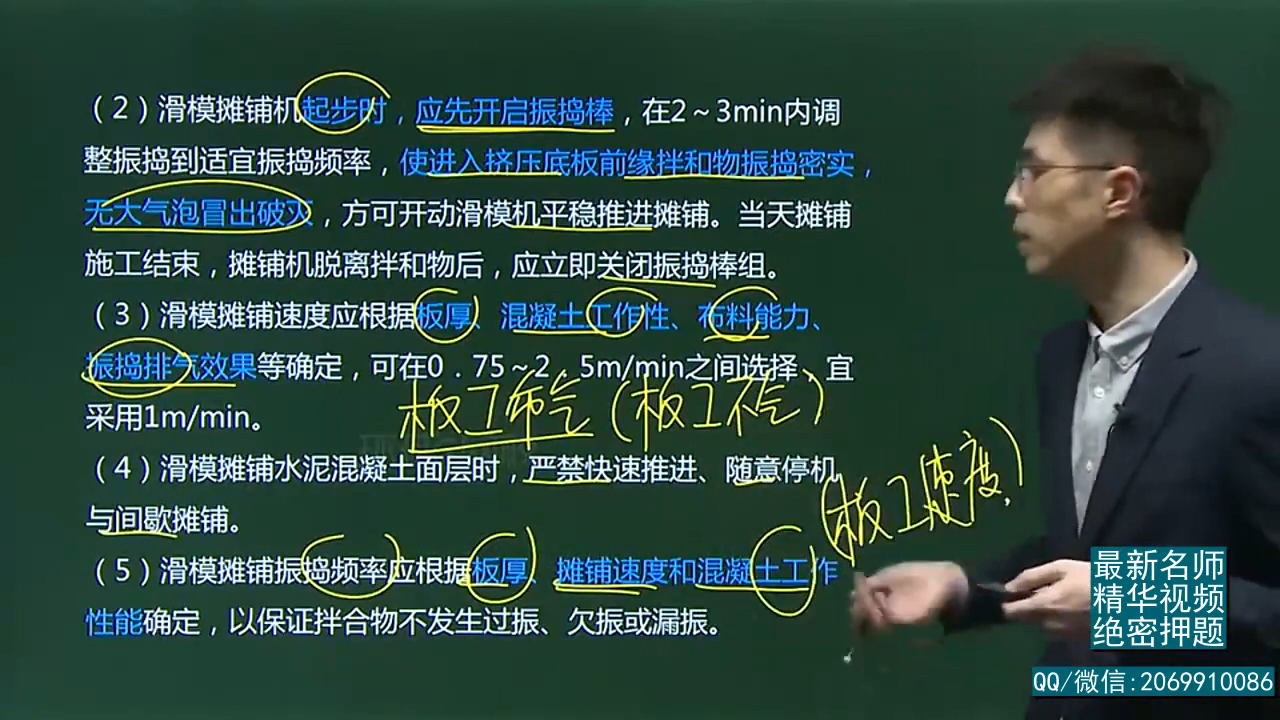 （2）滑模摊铺机起步时，应先开启振捣棒，在2～3min内调
整振捣到适宜振捣频率，使进入挤压底板前缘拌和物振捣密实，
无大气泡冒出破灭，方可开动滑模机平稳推进摊铺。当天摊铺
施工结束，摊铺机脱离拌和物后，应立即关闭振捣棒组。
（3）滑模摊铺速度应根据板厚、混凝土工作性、布料能力、
振捣排气效果等确定，可在0．75～2．5m/min之间选择，宜
采用1m/min。
板工布气（板工衣气）
（4）滑模摊铺水泥混凝土面层时，严禁快速推进、随意停机
与间歇摊铺。
（板工速度）
（5）滑模摊铺振捣频率应根据板厚、摊铺速度和混凝土工作
性能确定，以保证拌合物不发生过振、欠振或漏振。
最新名师
精华视频
绝密押题
QQ/微信:2069910086